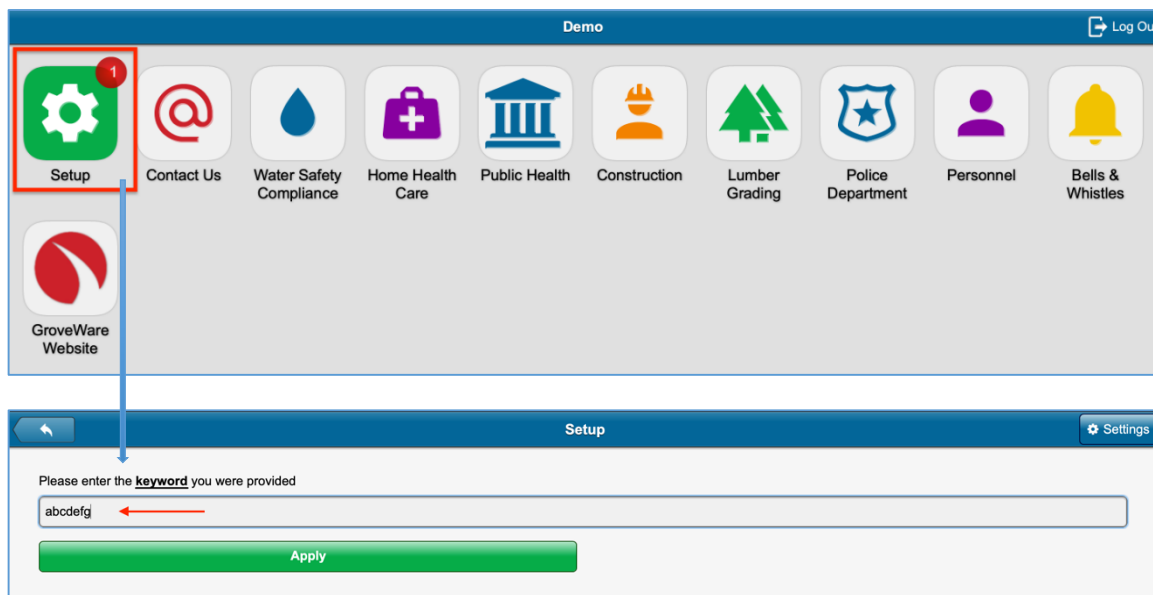 Demo
Log Ou
1
Setup
Contact Us
Water Safety
Compliance
Home Health
Care
Public Health
Construction
Lumber
Grading
Police
Department
Personnel
Bells &
Whistles
GroveWare
Website
Setup
Settings
Please enter the keyword you were provided
abcdefg
Apply